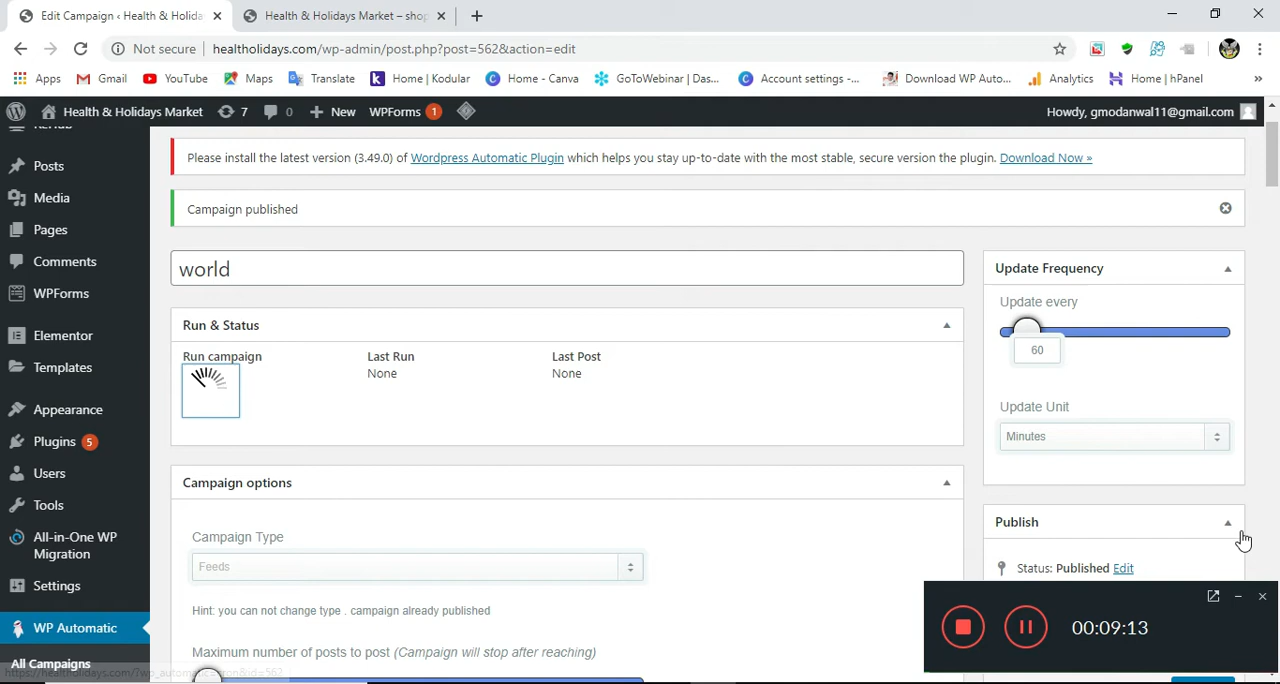 Edit Campaign ‹ Health & Holida
Health & Holidays Market – shop
Not secure
healtholidays.com/wp-admin/post.php?post=562&action=edit
Apps
Gmail
YouTube
Maps
Translate
Home | Kodular
Home - Canva
GoToWebinar | Das...
Account settings -...
Download WP Auto...
Analytics
Home | hPanel
»
Health & Holidays Market
7
0
New
WPForms 1
Howdy, gmodanwal11@gmail.com
Posts
Media
Pages
Comments
WPForms
Elementor
Templates
Appearance
Plugins 5
Users
Tools
All-in-One WP
Migration
Settings
WP Automatic
All Campaigns
Please install the latest version (3.49.0) of Wordpress Automatic Plugin which helps you stay up-to-date with the most stable, secure version the plugin. Download Now »
Campaign published
world
Run & Status
Run campaign
Last Run
None
Last Post
None
Campaign options
Campaign Type
Feeds
Hint: you can not change type . campaign already published
Maximum number of posts to post (Campaign will stop after reaching)
Update Frequency
Update every
60
Update Unit
Minutes
Publish
Status: Published Edit
00:09:13